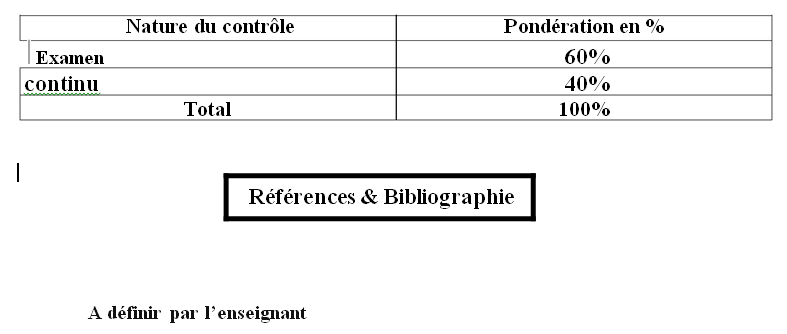 Nature du contrôle Pondération en %
Examen 60%
continu 40%
Total 100%
Références & Bibliographie
A définir par l'enseignant